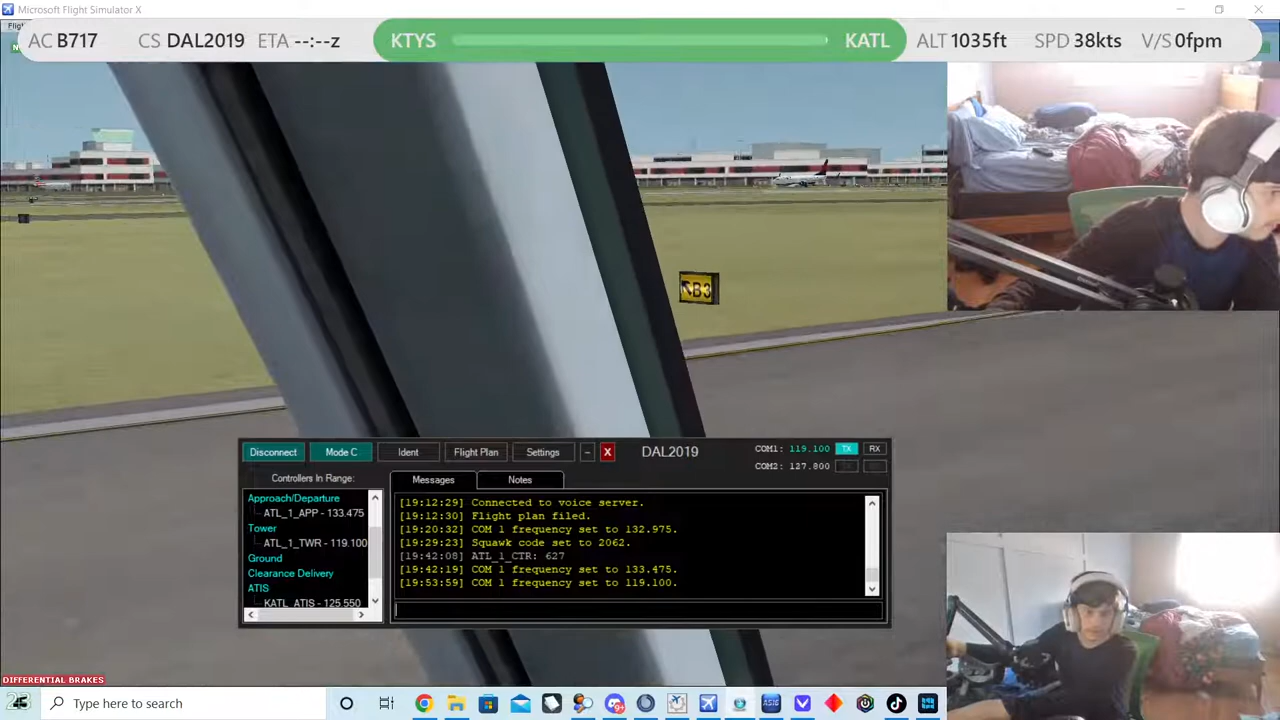 Microsoft Flight Simulator X
AC B717 CS DAL2019 ETA --:--z KTYS KATL ALT 1035ft SPD 38kts V/S 0fpm
B3
Disconnect Mode C Ident Flight Plan Settings – X DAL2019 COM1: 119.100 TX RX
COM2: 127.800
Controllers In Range:
ATL_1_APP - 133.475
Approach/Departure
Tower
ATL_1_TWR - 119.100
Ground
Clearance Delivery
ATIS
KATL_ATIS - 125.550
Messages Notes
[19:12:29] Connected to voice server.
[19:12:30] Flight plan filed.
[19:20:32] COM 1 frequency set to 132.975.
[19:29:23] Squawk code set to 2062.
[19:42:08] ATL_1_CTR: 627
[19:42:19] COM 1 frequency set to 133.475.
[19:53:59] COM 1 frequency set to 119.100.
DIFFERENTIAL BRAKES
Type here to search